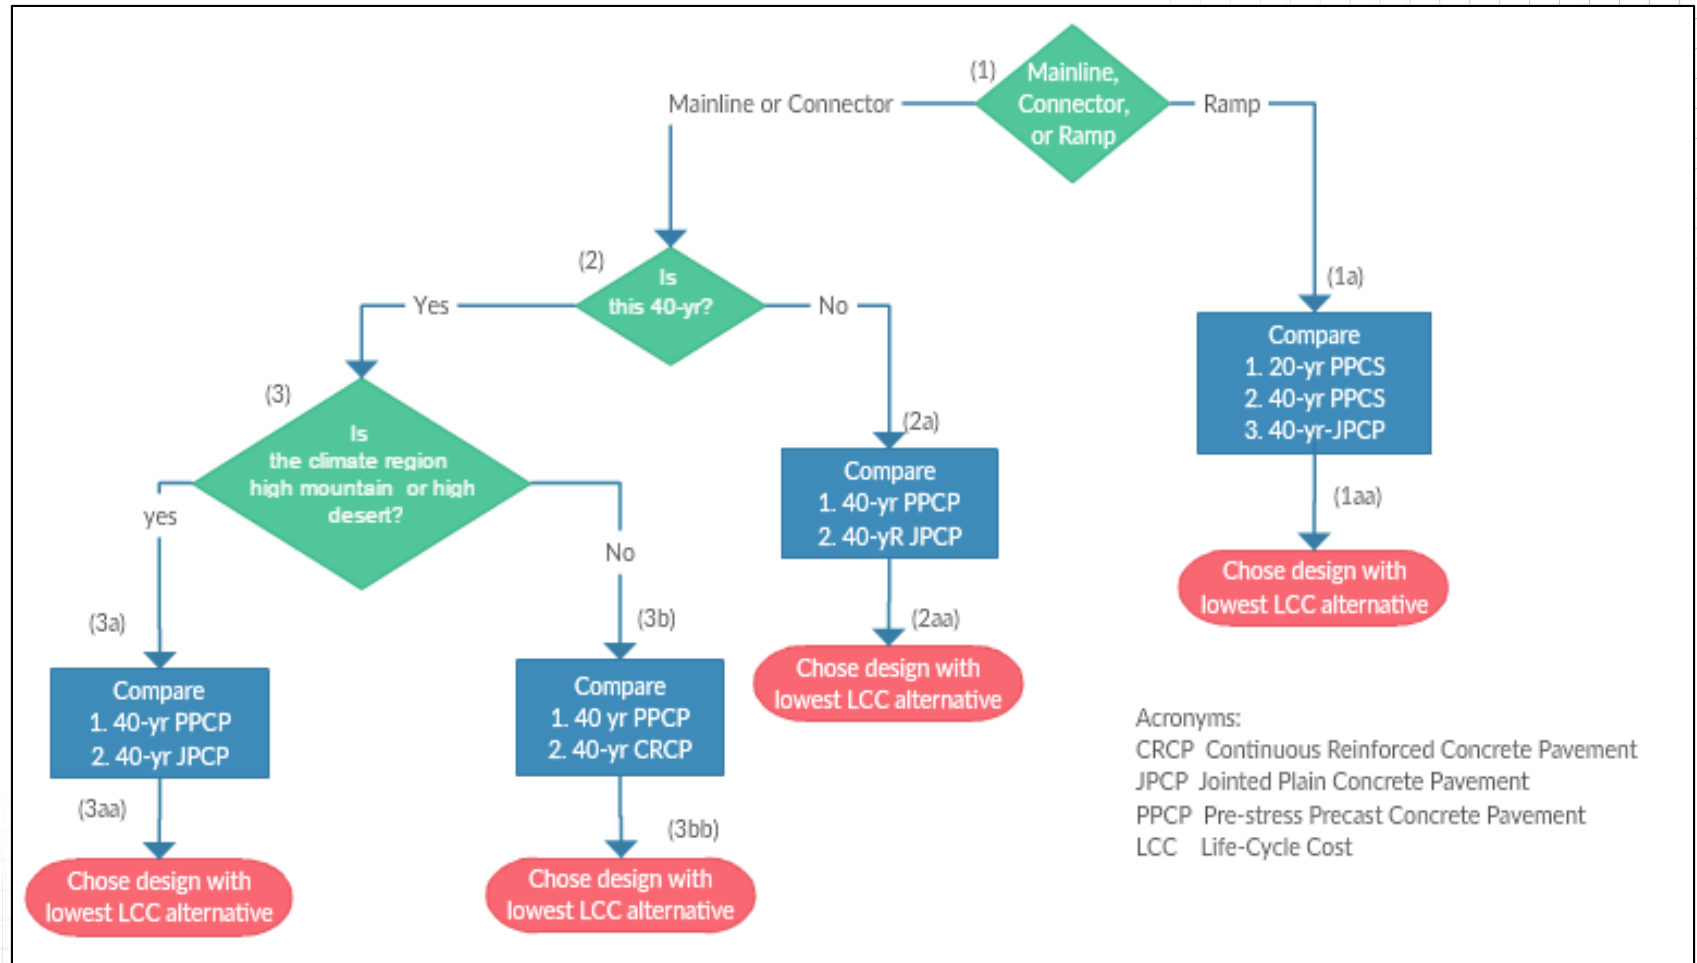 (1)
Mainline,
Connector,
or Ramp
Mainline or Connector
Ramp
(2)
Is
this 40-yr?
Yes
No
(1a)
Compare
1. 20-yr PPCS
2. 40-yr PPCS
3. 40-yr-JPCP
(3)
Is
the climate region
high mountain or high
desert?
yes
No
(2a)
Compare
1. 40-yr PPCP
2. 40-yR JPCP
(1aa)
Chose design with
lowest LCC alternative
(3a)
Compare
1. 40-yr PPCP
2. 40-yr JPCP
(3b)
Compare
1. 40 yr PPCP
2. 40-yr CRCP
(2aa)
Chose design with
lowest LCC alternative
(3aa)
Chose design with
lowest LCC alternative
(3bb)
Chose design with
lowest LCC alternative
Acronyms:
CRCP Continuous Reinforced Concrete Pavement
JPCP Jointed Plain Concrete Pavement
PPCP Pre-stress Precast Concrete Pavement
LCC Life-Cycle Cost